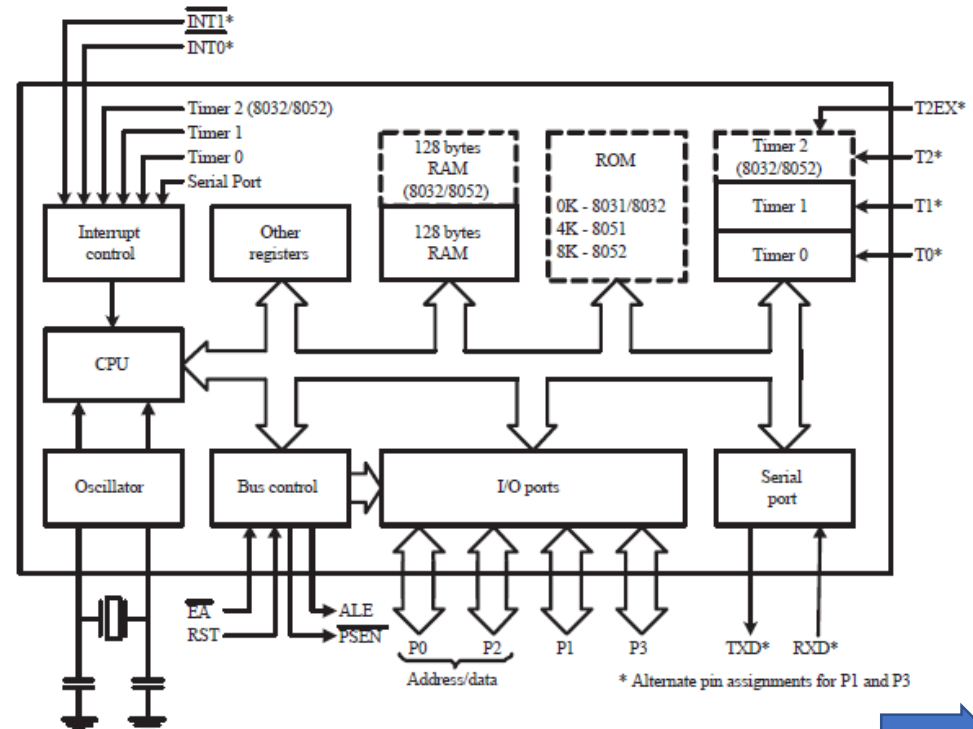 INT1*
INT0*
Timer 2 (8032/8052)
Timer 1
Timer 0
Serial Port
T2EX*
T2*
T1*
T0*
Interrupt
control
Other
registers
128 bytes
RAM
(8032/8052)
128 bytes
RAM
ROM
0K - 8031/8032
4K - 8051
8K - 8052
Timer 2
(8032/8052)
Timer 1
Timer 0
CPU
Oscillator
Bus control
I/O ports
Serial
port
EA
RST
ALE
PSEN
P0
P2
P1
P3
Address/data
TXD*
RXD*
* Alternate pin assignments for P1 and P3